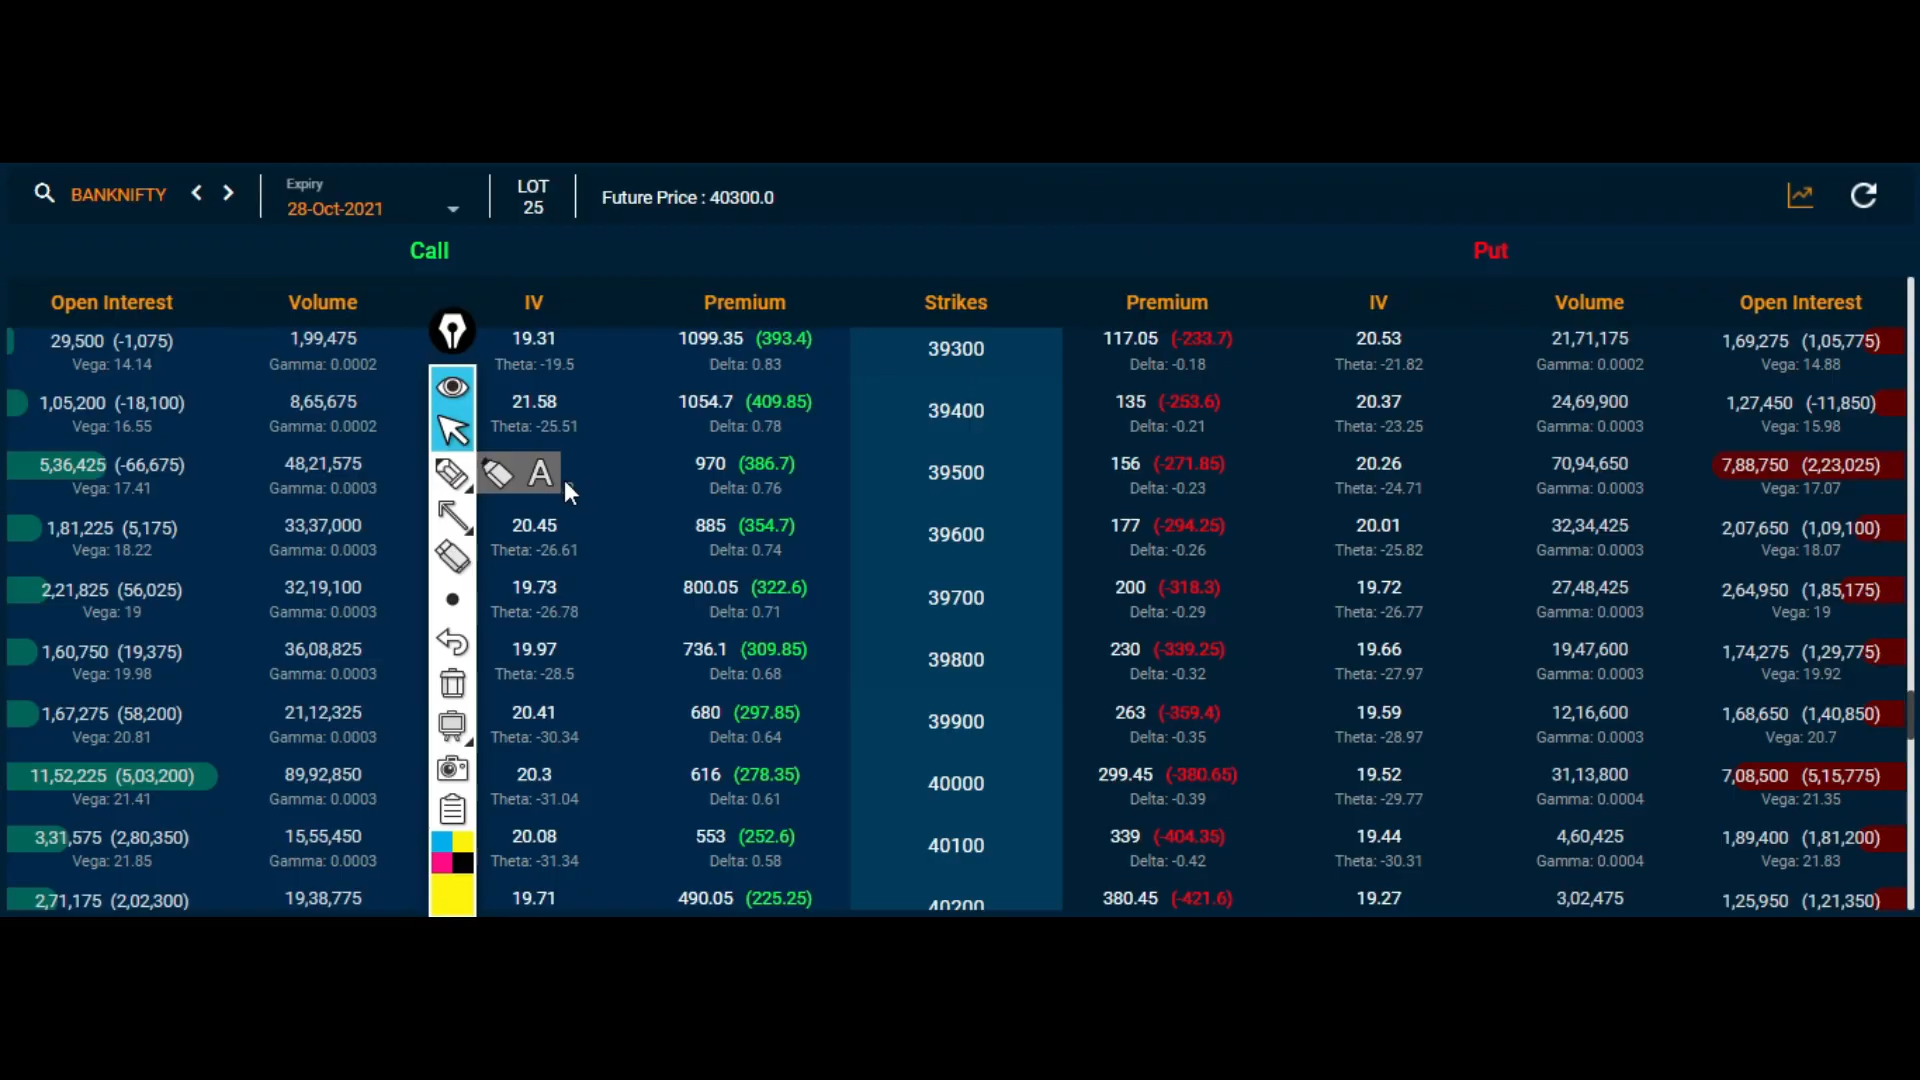 BANKNIFTY Expiry 28-Oct-2021 LOT 25 Future Price : 40300.0
Call Put
Open Interest Volume IV Premium Strikes Premium IV Volume Open Interest
29,500 (-1,075) 1,99,475 19.31 1099.35 (393.4) 39300 117.05 (-233.7) 20.53 21,71,175 1,69,275 (1,05,775)
Vega: 14.14 Gamma: 0.0002 Theta: -19.5 Delta: 0.83 Delta: -0.18 Theta: -21.82 Gamma: 0.0002 Vega: 14.88
1,05,200 (-18,100) 8,65,675 21.58 1054.7 (409.85) 39400 135 (-253.6) 20.37 24,69,900 1,27,450 (-11,850)
Vega: 16.55 Gamma: 0.0002 Theta: -25.51 Delta: 0.78 Delta: -0.21 Theta: -23.25 Gamma: 0.0003 Vega: 15.98
5,36,425 (-66,675) 48,21,575 A 970 (386.7) 39500 156 (-271.85) 20.26 70,94,650 7,88,750 (2,23,025)
Vega: 17.41 Gamma: 0.0003 Delta: 0.76 Delta: -0.23 Theta: -24.71 Gamma: 0.0003 Vega: 17.07
1,81,225 (5,175) 33,37,000 20.45 885 (354.7) 39600 177 (-294.25) 20.01 32,34,425 2,07,650 (1,09,100)
Vega: 18.22 Gamma: 0.0003 Theta: -26.61 Delta: 0.74 Delta: -0.26 Theta: -25.82 Gamma: 0.0003 Vega: 18.07
2,21,825 (56,025) 32,19,100 19.73 800.05 (322.6) 39700 200 (-318.3) 19.72 27,48,425 2,64,950 (1,85,175)
Vega: 19 Gamma: 0.0003 Theta: -26.78 Delta: 0.71 Delta: -0.29 Theta: -26.77 Gamma: 0.0003 Vega: 19
1,60,750 (19,375) 36,08,825 19.97 736.1 (309.85) 39800 230 (-339.25) 19.66 19,47,600 1,74,275 (1,29,775)
Vega: 19.98 Gamma: 0.0003 Theta: -28.5 Delta: 0.68 Delta: -0.32 Theta: -27.97 Gamma: 0.0003 Vega: 19.92
1,67,275 (58,200) 21,12,325 20.41 680 (297.85) 39900 263 (-359.4) 19.59 12,16,600 1,68,650 (1,40,850)
Vega: 20.81 Gamma: 0.0003 Theta: -30.34 Delta: 0.64 Delta: -0.35 Theta: -28.97 Gamma: 0.0003 Vega: 20.7
11,52,225 (5,03,200) 89,92,850 20.3 616 (278.35) 40000 299.45 (-380.65) 19.52 31,13,800 7,08,500 (5,15,775)
Vega: 21.41 Gamma: 0.0003 Theta: -31.04 Delta: 0.61 Delta: -0.39 Theta: -29.77 Gamma: 0.0004 Vega: 21.35
3,31,575 (2,80,350) 15,55,450 20.08 553 (252.6) 40100 339 (-404.35) 19.44 4,60,425 1,89,400 (1,81,200)
Vega: 21.85 Gamma: 0.0003 Theta: -31.34 Delta: 0.58 Delta: -0.42 Theta: -30.31 Gamma: 0.0004 Vega: 21.83
2,71,175 (2,02,300) 19,38,775 19.71 490.05 (225.25) 40200 380.45 (-421.6) 19.27 3,02,475 1,25,950 (1,21,350)